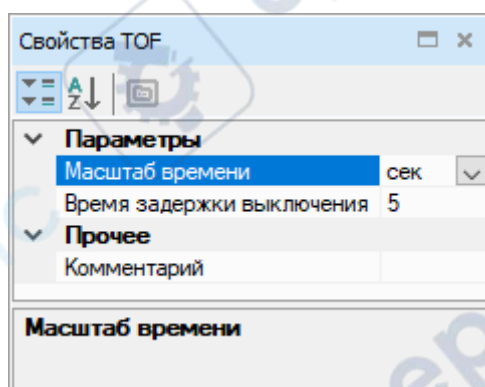 Свойства TOF
Параметры
Масштаб времени сек
Время задержки выключения 5
Прочее
Комментарий
Масштаб времени